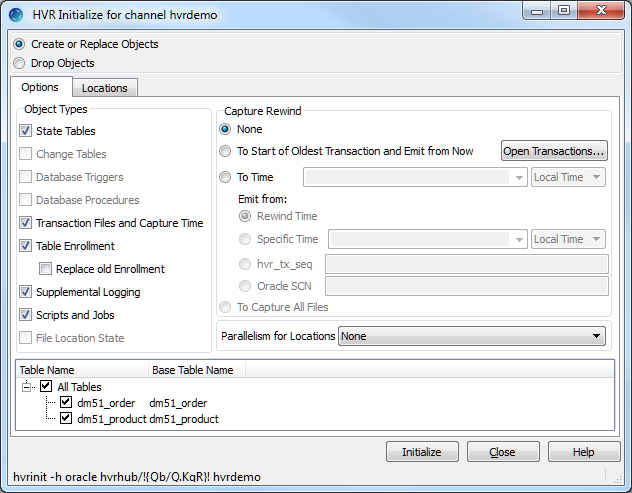 HVR Initialize for channel hvrdemo
Create or Replace Objects
Drop Objects
Options Locations
Object Types
State Tables
Change Tables
Database Triggers
Database Procedures
Transaction Files and Capture Time
Table Enrollment
Replace old Enrollment
Supplemental Logging
Scripts and Jobs
File Location State
Capture Rewind
None
To Start of Oldest Transaction and Emit from Now Open Transactions...
To Time Local Time
Emit from:
Rewind Time
Specific Time Local Time
hvr_tx_seq
Oracle SCN
To Capture All Files
Parallelism for Locations None
Table Name Base Table Name
All Tables
dm51_order dm51_order
dm51_product dm51_product
Initialize Close Help
hvrinit -h oracle hvrhub/!{Qb/Q.KgR}! hvrdemo